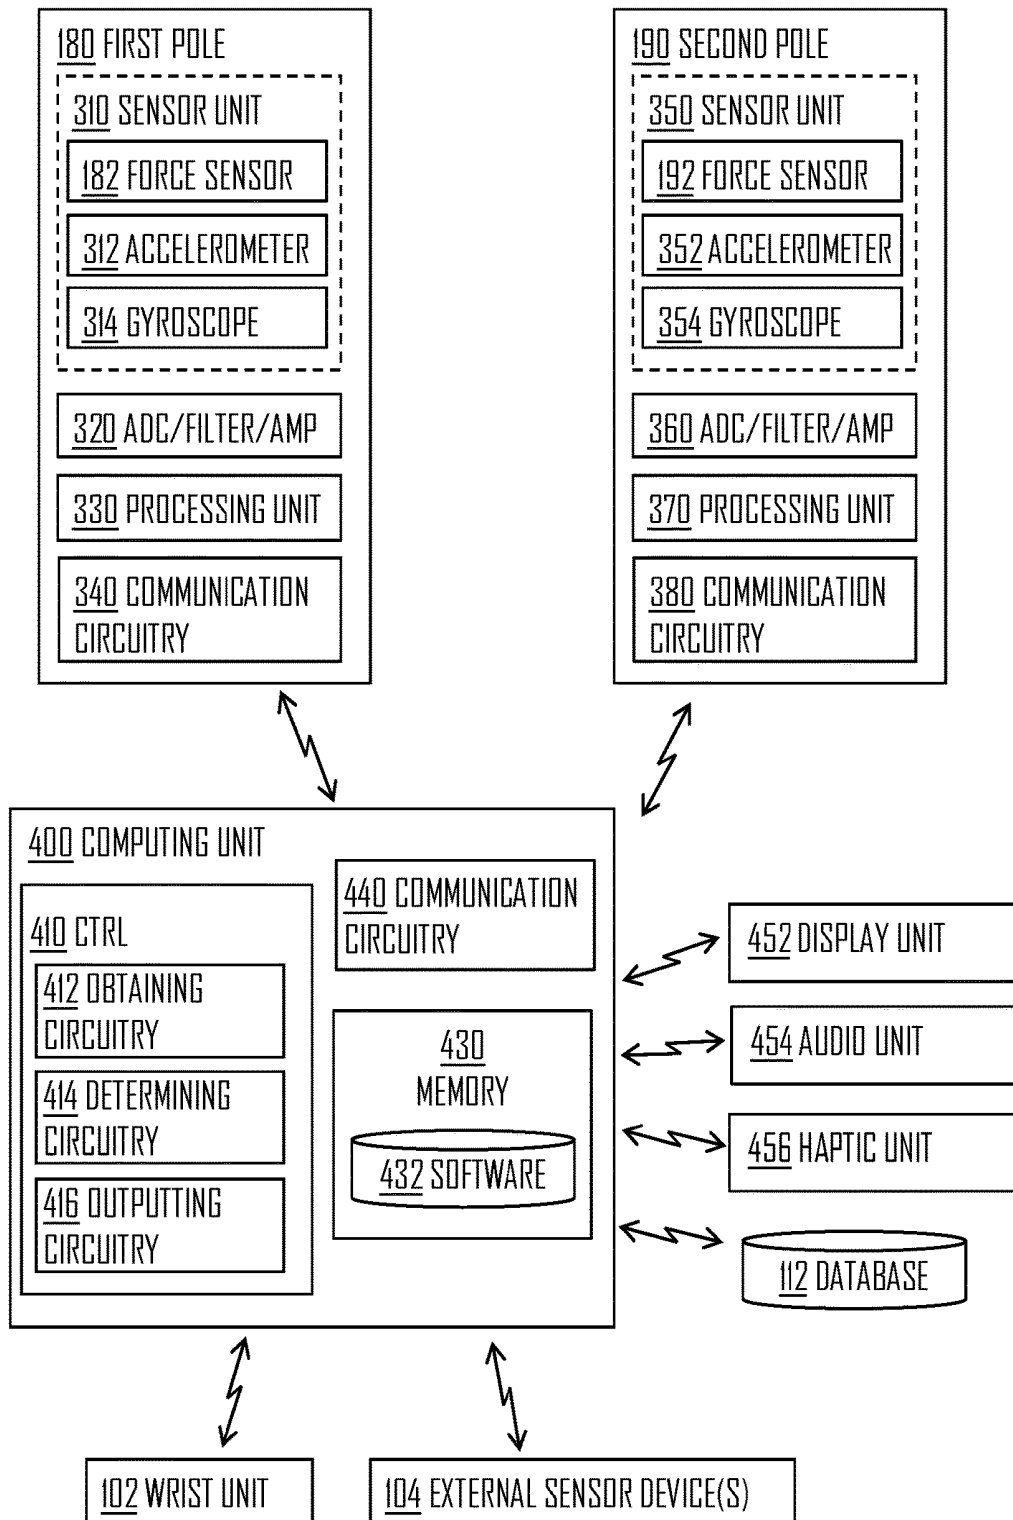 180 FIRST POLE
310 SENSOR UNIT
182 FORCE SENSOR
312 ACCELEROMETER
314 GYROSCOPE
320 ADC/FILTER/AMP
330 PROCESSING UNIT
340 COMMUNICATION
CIRCUITRY
190 SECOND POLE
350 SENSOR UNIT
192 FORCE SENSOR
352 ACCELEROMETER
354 GYROSCOPE
360 ADC/FILTER/AMP
370 PROCESSING UNIT
380 COMMUNICATION
CIRCUITRY
400 COMPUTING UNIT
410 CTRL
412 OBTAINING
CIRCUITRY
414 DETERMINING
CIRCUITRY
416 OUTPUTTING
CIRCUITRY
440 COMMUNICATION
CIRCUITRY
430
MEMORY
432 SOFTWARE
452 DISPLAY UNIT
454 AUDIO UNIT
456 HAPTIC UNIT
112 DATABASE
102 WRIST UNIT
104 EXTERNAL SENSOR DEVICE(S)